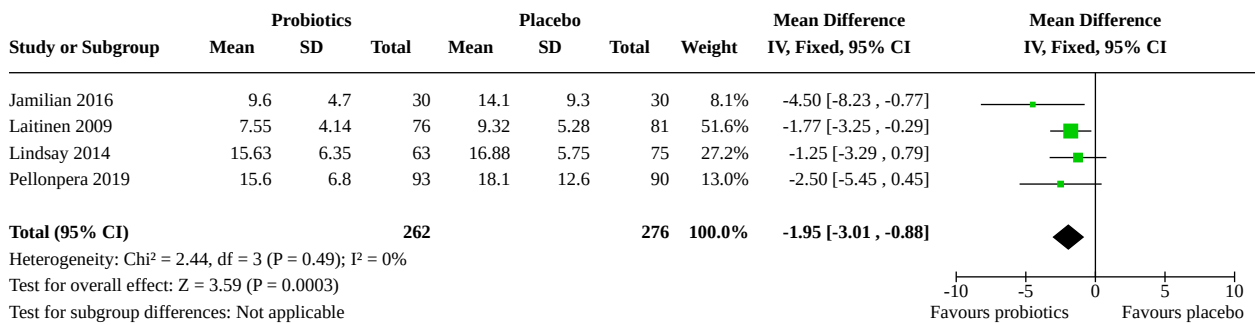 Probiotics Placebo Mean Difference Mean Difference
Study or Subgroup Mean SD Total Mean SD Total Weight IV, Fixed, 95% CI IV, Fixed, 95% CI
Jamilian 2016 9.6 4.7 30 14.1 9.3 30 8.1% -4.50 [-8.23 , -0.77]
Laitinen 2009 7.55 4.14 76 9.32 5.28 81 51.6% -1.77 [-3.25 , -0.29]
Lindsay 2014 15.63 6.35 63 16.88 5.75 75 27.2% -1.25 [-3.29 , 0.79]
Pellonpera 2019 15.6 6.8 93 18.1 12.6 90 13.0% -2.50 [-5.45 , 0.45]
Total (95% CI) 262 276 100.0% -1.95 [-3.01 , -0.88]
Heterogeneity: Chi² = 2.44, df = 3 (P = 0.49); I² = 0%
Test for overall effect: Z = 3.59 (P = 0.0003)
Test for subgroup differences: Not applicable
-10 -5 0 5 10
Favours probiotics Favours placebo